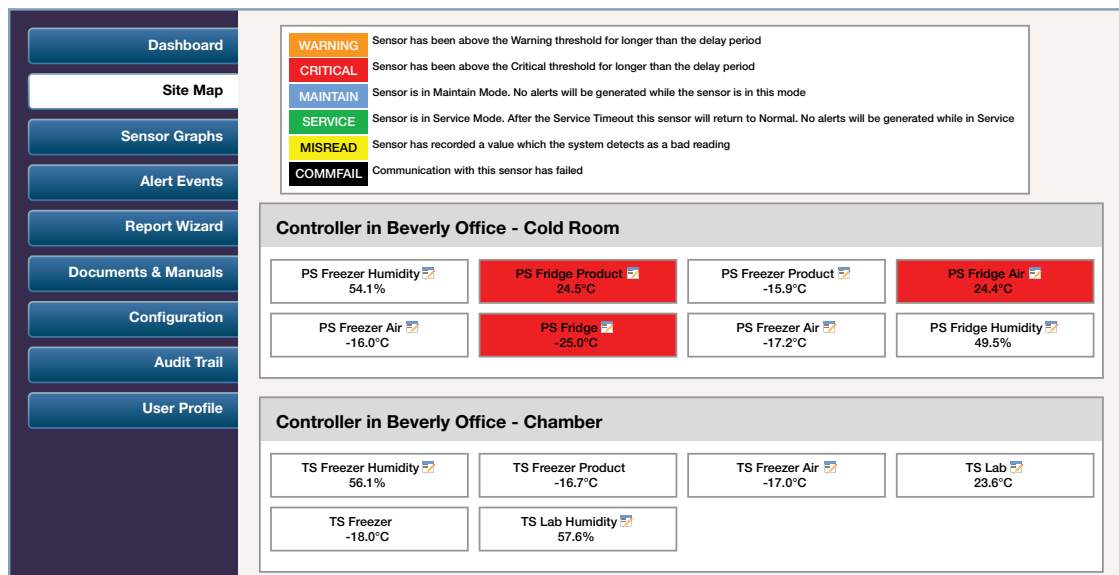 Dashboard
Site Map
Sensor Graphs
Alert Events
Report Wizard
Documents & Manuals
Configuration
Audit Trail
User Profile
WARNING Sensor has been above the Warning threshold for longer than the delay period
CRITICAL Sensor has been above the Critical threshold for longer than the delay period
MAINTAIN Sensor is in Maintain Mode. No alerts will be generated while the sensor is in this mode
SERVICE Sensor is in Service Mode. After the Service Timeout this sensor will return to Normal. No alerts will be generated while in Service
MISREAD Sensor has recorded a value which the system detects as a bad reading
COMMFAIL Communication with this sensor has failed
Controller in Beverly Office - Cold Room
PS Freezer Humidity
54.1%
PS Fridge Product
24.5°C
PS Freezer Product
-15.9°C
PS Fridge Air
24.4°C
PS Freezer Air
-16.0°C
PS Fridge
-25.0°C
PS Freezer Air
-17.2°C
PS Fridge Humidity
49.5%
Controller in Beverly Office - Chamber
TS Freezer Humidity
56.1%
TS Freezer Product
-16.7°C
TS Freezer Air
-17.0°C
TS Lab
23.6°C
TS Freezer
-18.0°C
TS Lab Humidity
57.6%